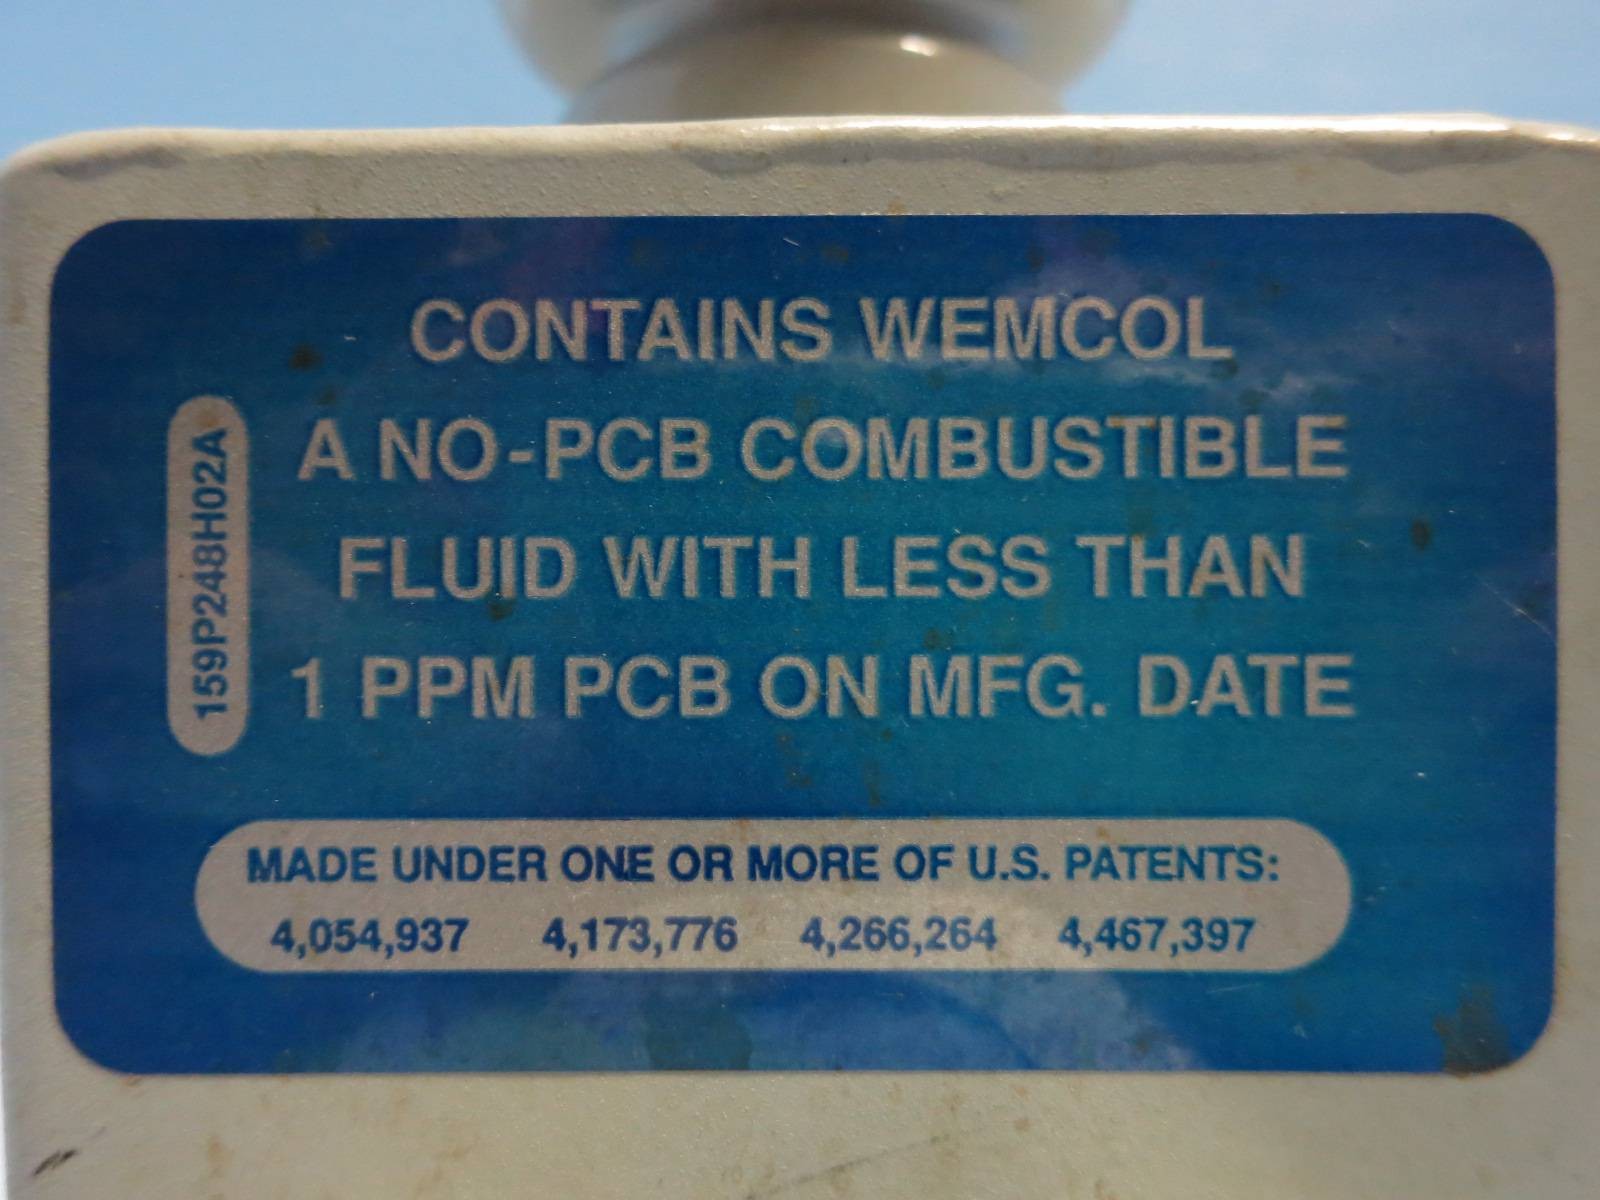 CONTAINS WEMCOL
A NO-PCB COMBUSTIBLE
FLUID WITH LESS THAN
1 PPM PCB ON MFG. DATE
159P248H02A
MADE UNDER ONE OR MORE OF U.S. PATENTS:
4,054,937 4,173,776 4,266,264 4,467,397